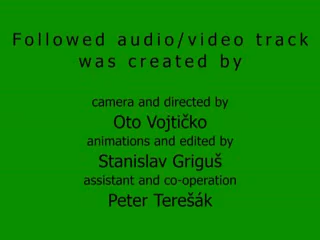 Followed audio/video track
was created by
camera and directed by
Oto Vojtičko
animations and edited by
Stanislav Griguš
assistant and co-operation
Peter Terešák